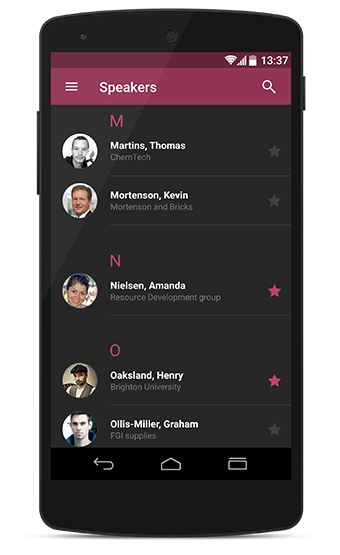 13:37
Speakers
M
Martins, Thomas
ChemTech
Mortenson, Kevin
Mortenson and Bricks
N
Nielsen, Amanda
Resource Development group
O
Oaksland, Henry
Brighton University
Ollis-Miller, Graham
FGI supplies